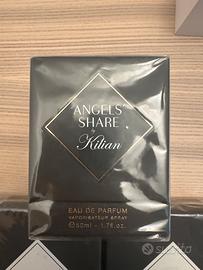 ANGELS'
SHARE
by
Kilian
EAU DE PARFUM
VAPORISATEUR SPRAY
℮50ml - 1.7fl.oz.
subito